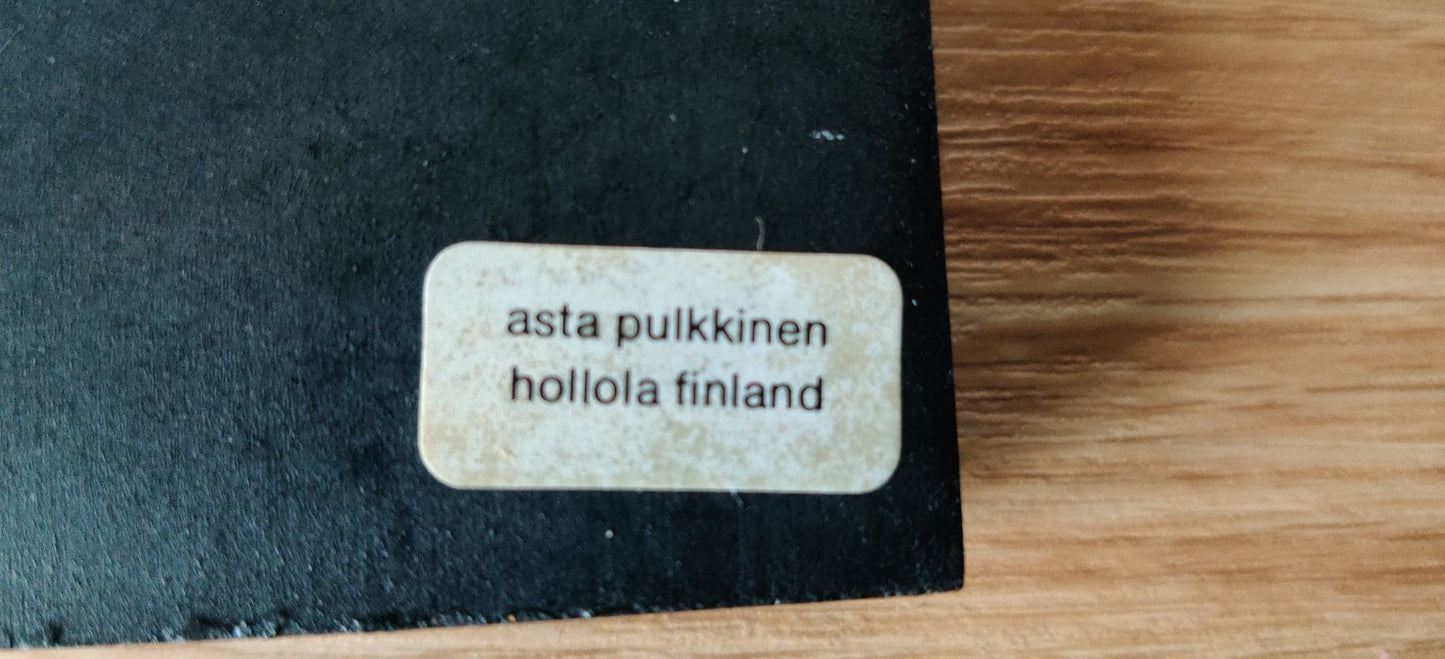 asta pulkkinen
hollola finland